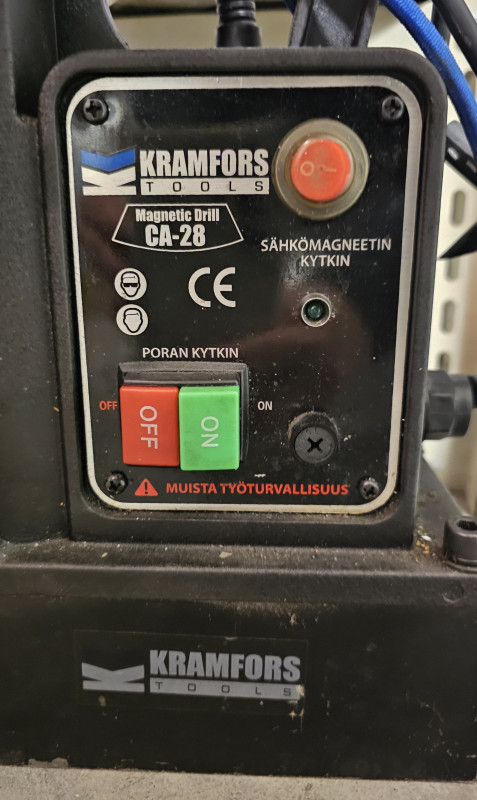 KRAMFORS
TOOLS
Magnetic Drill
CA-28
SÄHKÖMAGNEETIN
KYTKIN
CE
PORAN KYTKIN
OFF
OFF
ON
ON
MUISTA TYÖTURVALLISUUS
KRAMFORS
TOOLS